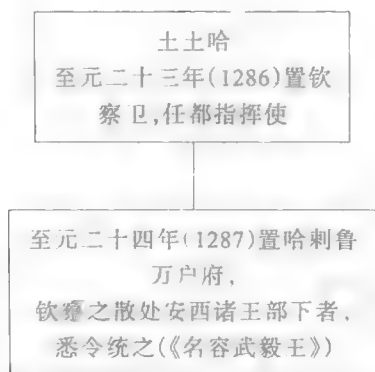 土土哈
至元二十三年(1286)置钦
察卫,任都指挥使
至元二十四年(1287)置哈剌鲁
万户府,
钦察之散处安西诸王部下者,
悉令统之(《名容武毅王》)